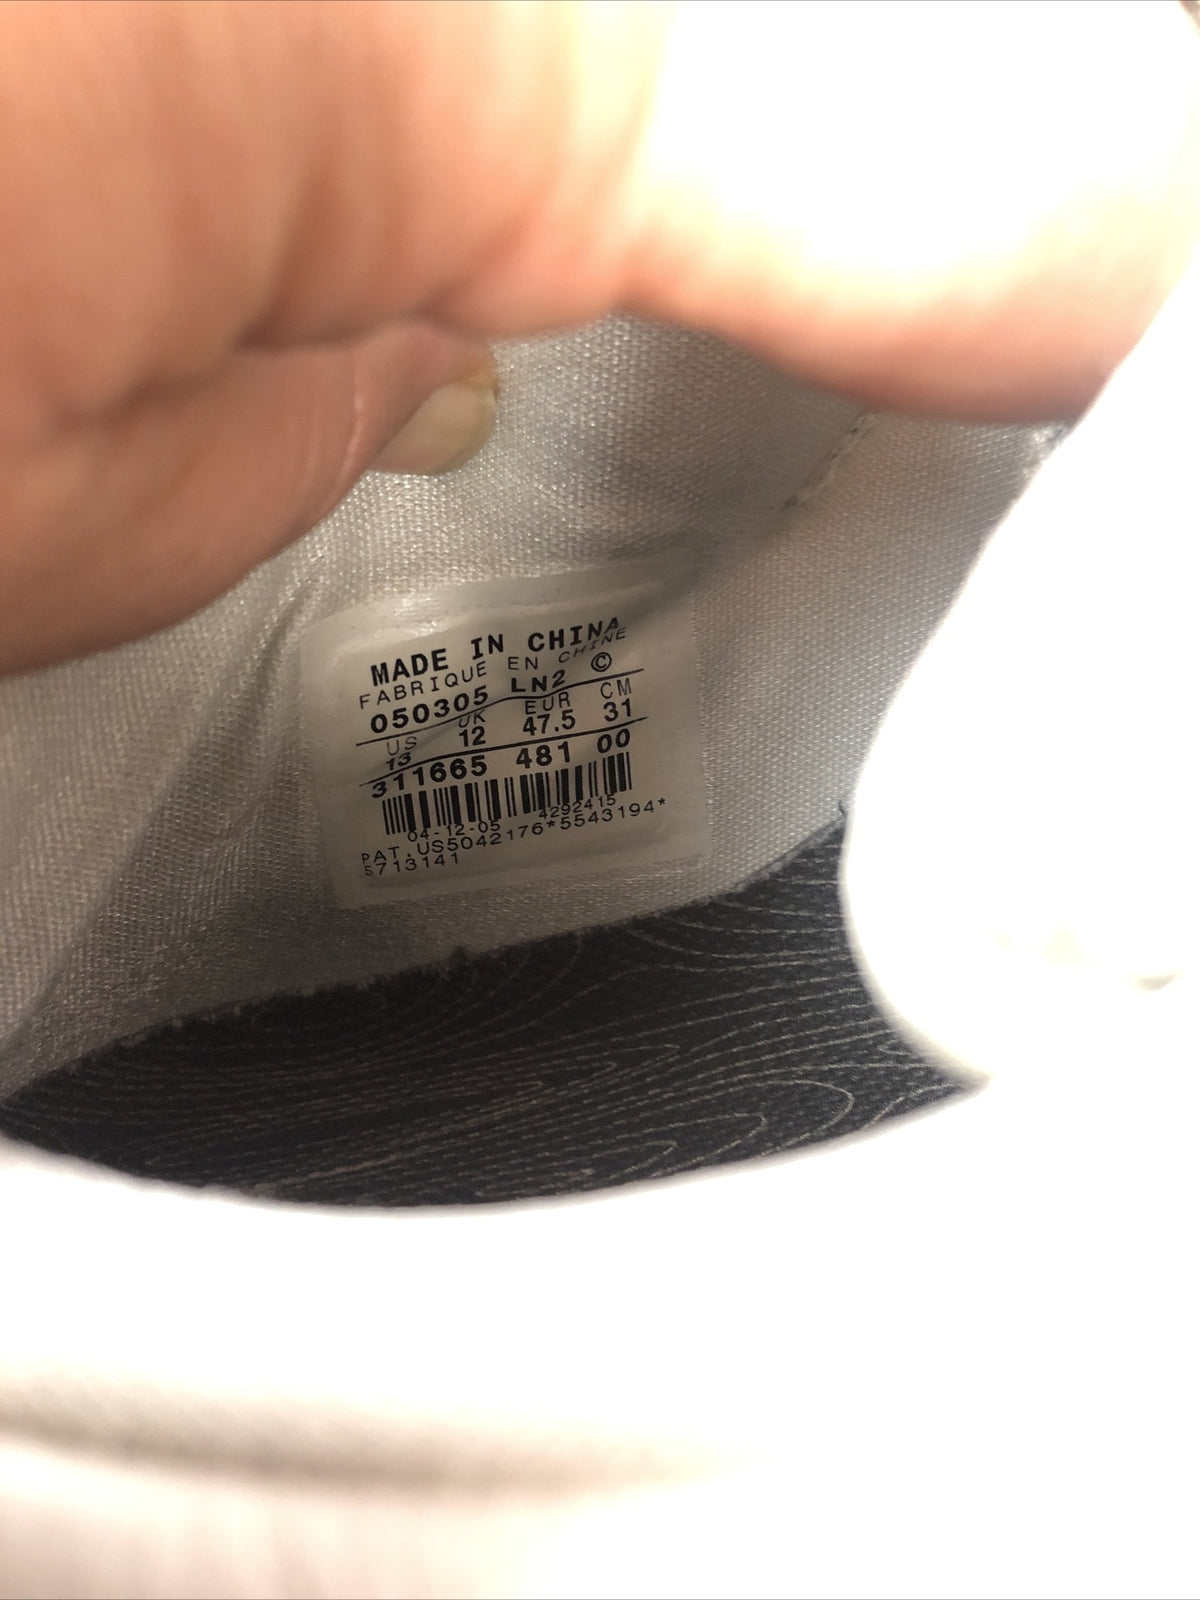 MADE IN CHINA
FABRIQUE EN CHINE
050305 LN2 ©
US UK EUR CM
13 12 47.5 31
311665 481 00
04-12-05 4292415
PAT.US5042176*5543194*
5713141